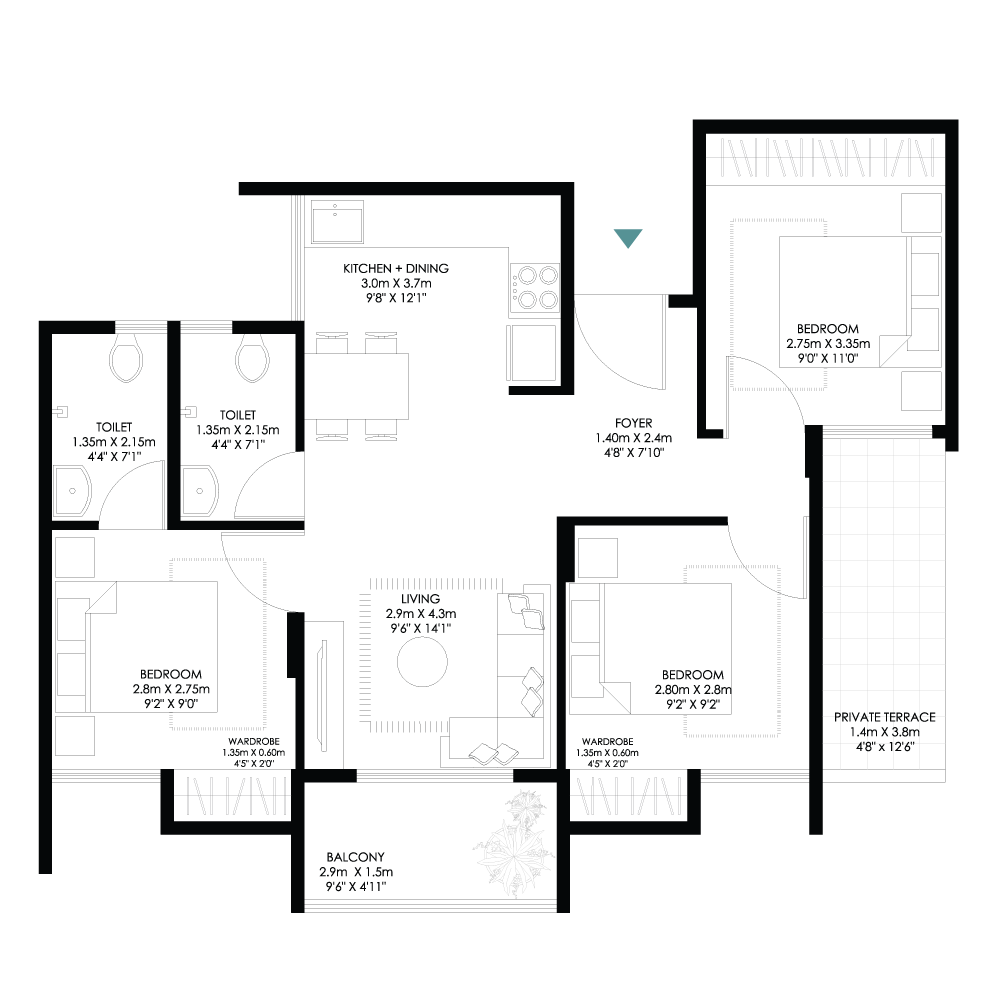 KITCHEN + DINING
3.0m X 3.7m
9'8" X 12'1"
BEDROOM
2.75m X 3.35m
9'0" X 11'0"
TOILET
1.35m X 2.15m
4'4" X 7'1"
TOILET
1.35m X 2.15m
4'4" X 7'1"
FOYER
1.40m X 2.4m
4'8" X 7'10"
LIVING
2.9m X 4.3m
9'6" X 14'1"
BEDROOM
2.8m X 2.75m
9'2" X 9'0"
BEDROOM
2.80m X 2.8m
9'2" X 9'2"
PRIVATE TERRACE
1.4m X 3.8m
4'8" X 12'6"
WARDROBE
1.35m X 0.60m
4'5" X 2'0"
WARDROBE
1.35m X 0.60m
4'5" X 2'0"
BALCONY
2.9m X 1.5m
9'6" X 4'11"